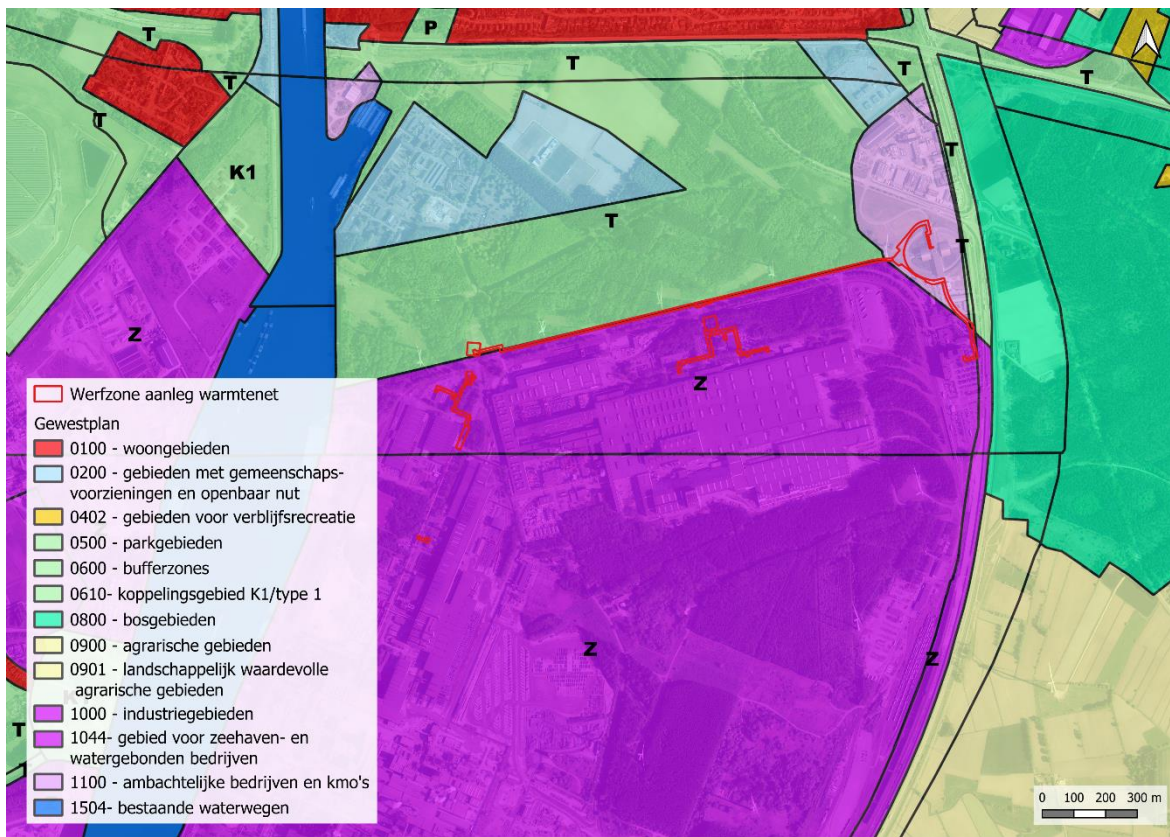 P
T
T
T
T
T
T
K1
T
T
T
Z
Z
Werfzone aanleg warmtenet
Gewestplan
0100 - woongebieden
0200 - gebieden met gemeenschaps-
voorzieningen en openbaar nut
0402 - gebieden voor verblijfsrecreatie
0500 - parkgebieden
0600 - bufferzones
0610- koppelingsgebied K1/type 1
0800 - bosgebieden
0900 - agrarische gebieden
0901 - landschappelijk waardevolle
agrarische gebieden
1000 - industriegebieden
1044- gebied voor zeehaven- en
watergebonden bedrijven
1100 - ambachtelijke bedrijven en kmo's
1504- bestaande waterwegen
Z
Z
T
0 100 200 300 m